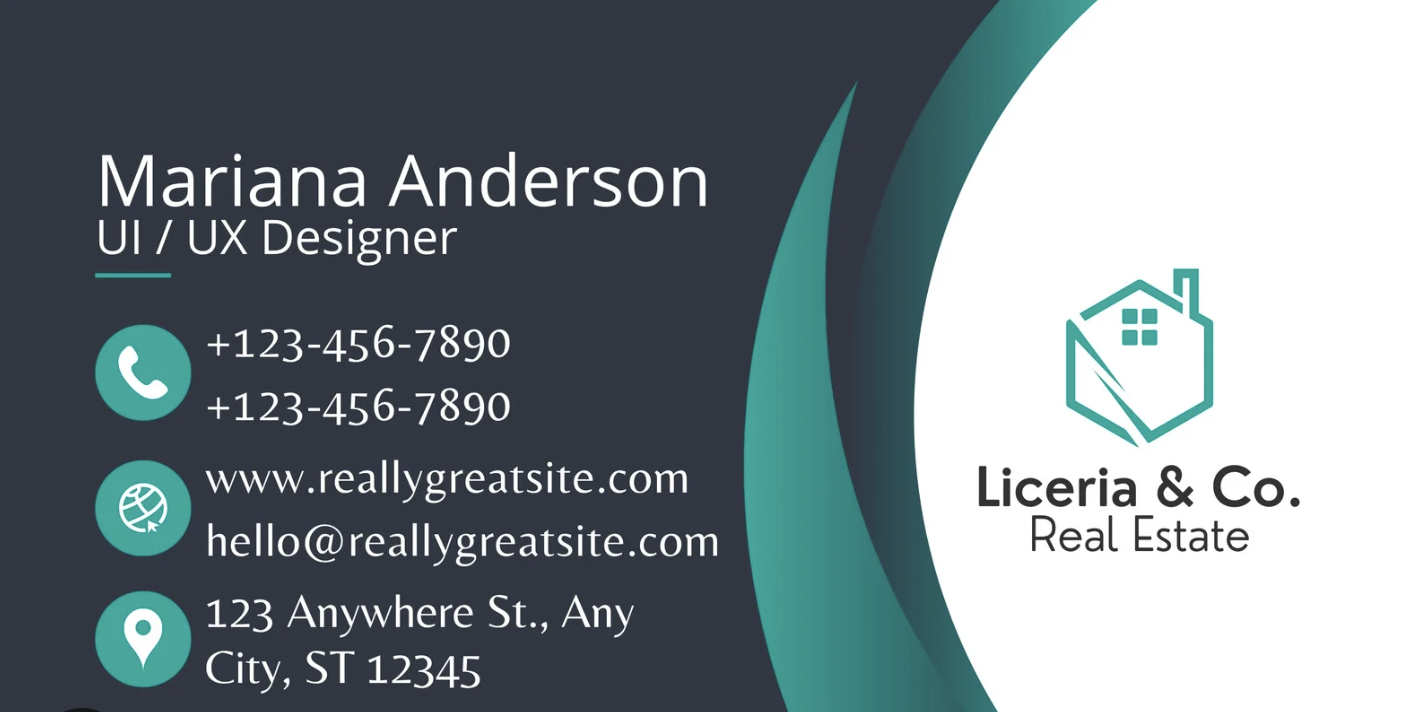 Mariana Anderson
UI / UX Designer
+123-456-7890
+123-456-7890
www.reallygreatsite.com
hello@reallygreatsite.com
123 Anywhere St., Any
City, ST 12345
Liceria & Co.
Real Estate